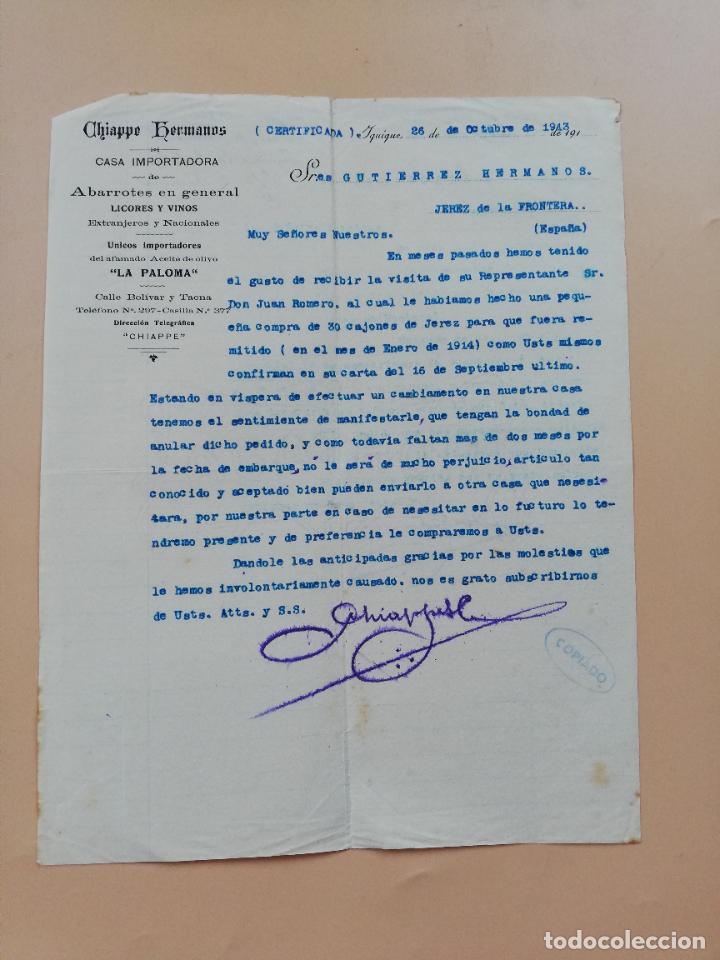 Chiappe Hermanos
CASA IMPORTADORA
de
Abarrotes en general
LICORES Y VINOS
Extranjeros y Nacionales
Unicos importadores
del afamado Aceite de olivo
"LA PALOMA"
Calle Bolívar y Tacna
Teléfono Nº. 297-Casilla N.º 377
Dirección Telegráfica
"CHIAPPE"
( CERTIFICADA ). Iquique, 26 de de Octubre de 1913 de 191
Sres GUTIERREZ HERMANOS.
JEREZ de la FRONTERA..
(España)
Muy Señores Nuestros.
En meses pasados hemos tenido
el gusto de recibir la visita de su Representante Sr.
Don Juan Romero, al cual le habiamos hecho una pequ-
eña compra de 30 cajones de Jerez para que fuera re-
mitido ( en el mes de Enero de 1914) como Usts mismos
confirman en su carta del 16 de Septiembre ultimo.
Estando en vispera de efectuar un cambiamento en nuestra casa
tenemos el sentimiento de manifestarle, que tengan la bondad de
anular dicho pedido, y como todavia faltan mas de dos meses por
la fecha de embarque, no le será de mucho perjuicio, articulo tan
conocido y aceptado bien pueden enviarlo a otra casa que nesesi-
tara, por nuestra parte en caso de nesesitar en lo fucturo lo te-
ndremo presente y de preferencia le compraremos a Usts.
Dandole las anticipadas gracias por las molestios que
le hemos involontariamente causado. nos es grato subscribirnos
de Usts. Atts. y S.S.
COPIADO
todocoleccion
todocoleccion.net